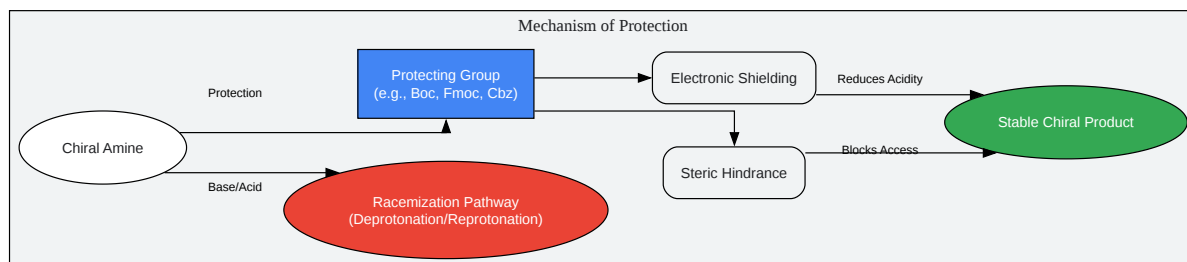 Mechanism of Protection
Protection
Protecting Group
(e.g., Boc, Fmoc, Cbz)
Electronic Shielding
Reduces Acidity
Stable Chiral Product
Chiral Amine
Steric Hindrance
Blocks Access
Base/Acid
Racemization Pathway
(Deprotonation/Reprotonation)